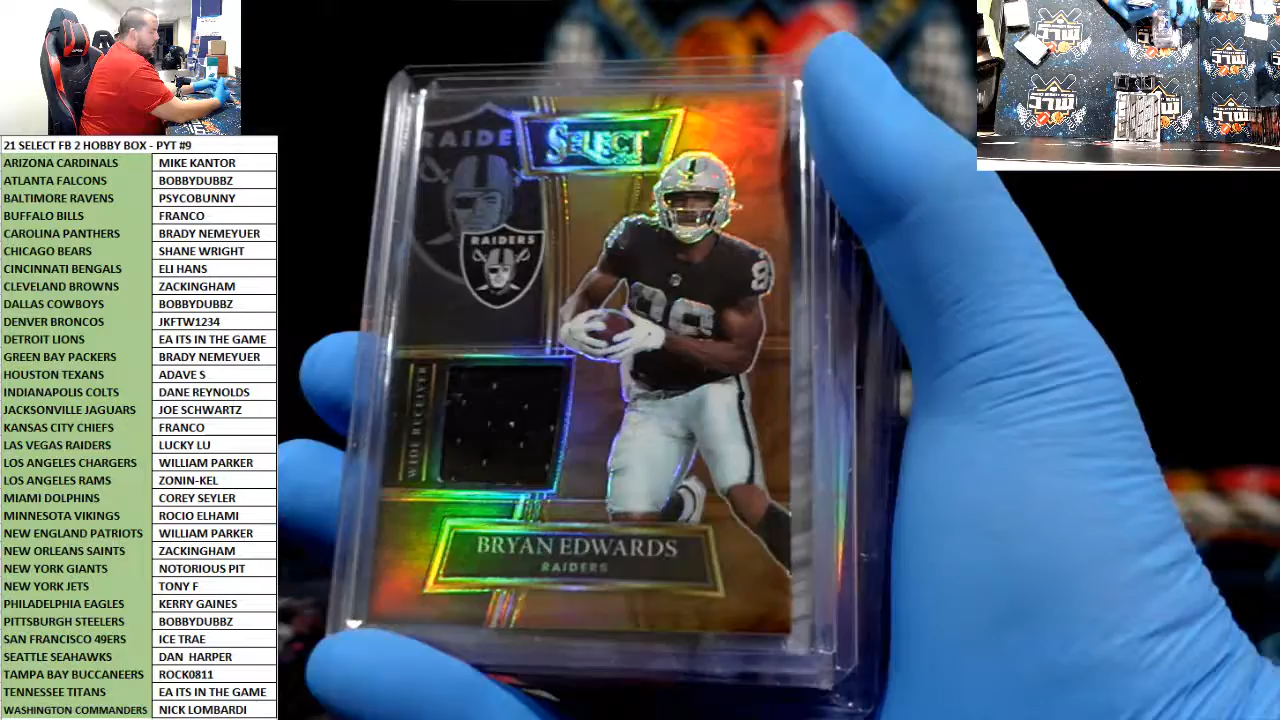 21 SELECT FB 2 HOBBY BOX - PYT #9
ARIZONA CARDINALS MIKE KANTOR
ATLANTA FALCONS BOBBYDUBBZ
BALTIMORE RAVENS PSYCOBUNNY
BUFFALO BILLS FRANCO
CAROLINA PANTHERS BRADY NEMEYUER
CHICAGO BEARS SHANE WRIGHT
CINCINNATI BENGALS ELI HANS
CLEVELAND BROWNS ZACKINGHAM
DALLAS COWBOYS BOBBYDUBBZ
DENVER BRONCOS JKFTW1234
DETROIT LIONS EA ITS IN THE GAME
GREEN BAY PACKERS BRADY NEMEYUER
HOUSTON TEXANS ADAVE S
INDIANAPOLIS COLTS DANE REYNOLDS
JACKSONVILLE JAGUARS JOE SCHWARTZ
KANSAS CITY CHIEFS FRANCO
LAS VEGAS RAIDERS LUCKY LU
LOS ANGELES CHARGERS WILLIAM PARKER
LOS ANGELES RAMS ZONIN-KEL
MIAMI DOLPHINS COREY SEYLER
MINNESOTA VIKINGS ROCIO ELHAMI
NEW ENGLAND PATRIOTS WILLIAM PARKER
NEW ORLEANS SAINTS ZACKINGHAM
NEW YORK GIANTS NOTORIOUS PIT
NEW YORK JETS TONY F
PHILADELPHIA EAGLES KERRY GAINES
PITTSBURGH STEELERS BOBBYDUBBZ
SAN FRANCISCO 49ERS ICE TRAE
SEATTLE SEAHAWKS DAN HARPER
TAMPA BAY BUCCANEERS ROCK0811
TENNESSEE TITANS EA ITS IN THE GAME
WASHINGTON COMMANDERS NICK LOMBARDI
RAIDE
SELECT
RAIDERS
89
WIDE RECEIVER
BRYAN EDWARDS
RAIDERS